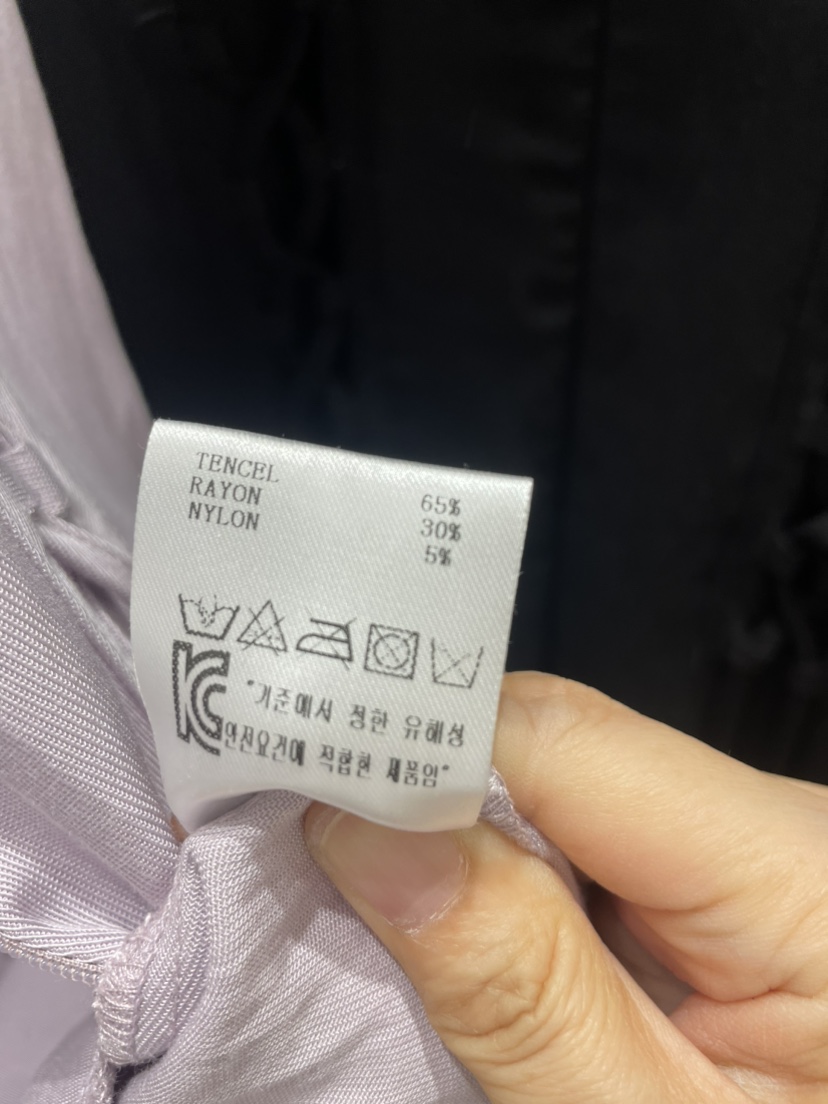 TENCEL 65%
RAYON 30%
NYLON 5%
KC "기준에서 정한 유해성
안전요건에 적합한 제품임"